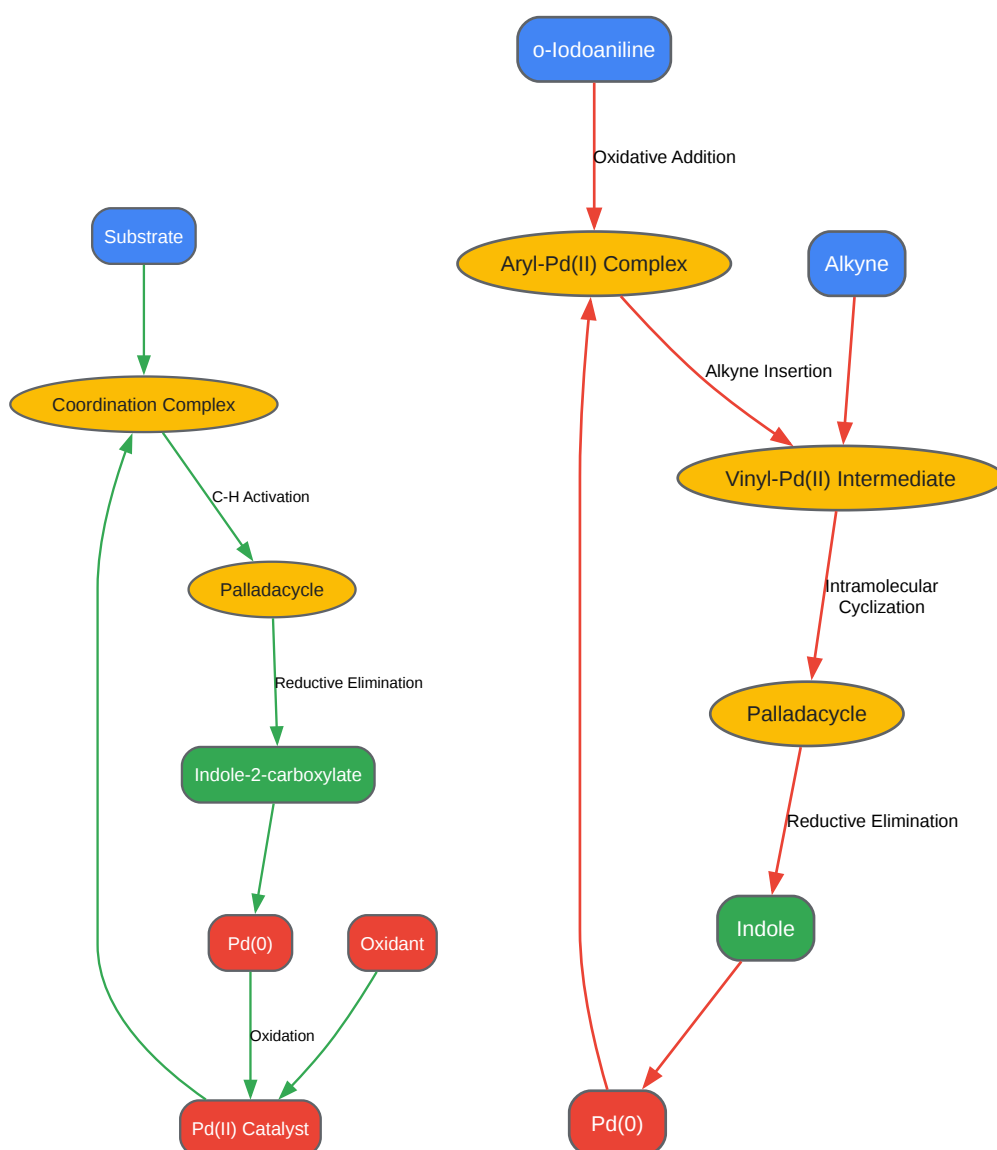 Substrate
Coordination Complex
C-H Activation
Palladacycle
Reductive Elimination
Indole-2-carboxylate
Pd(0)
Oxidant
Oxidation
Pd(II) Catalyst
o-Iodoaniline
Oxidative Addition
Aryl-Pd(II) Complex
Alkyne
Alkyne Insertion
Vinyl-Pd(II) Intermediate
Intramolecular
Cyclization
Palladacycle
Reductive Elimination
Indole
Pd(0)